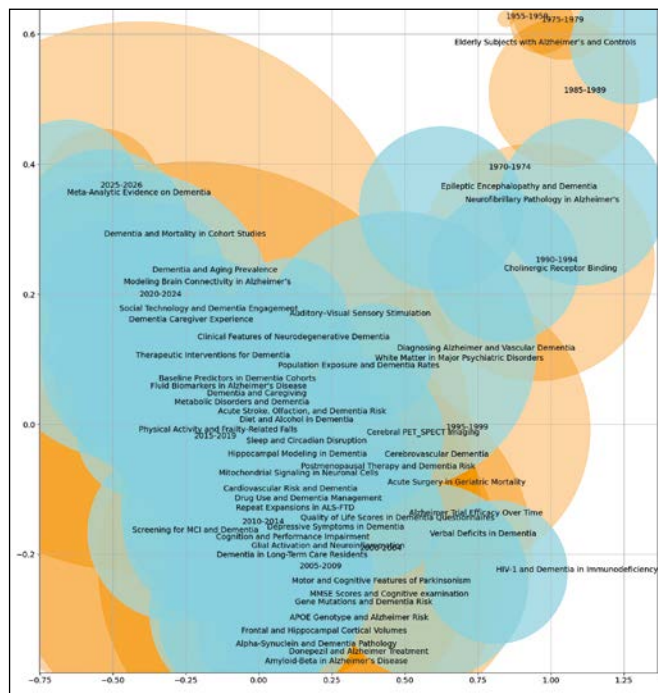 0.6
1955-1959
1975-1979
Elderly Subjects with Alzheimer's and Controls
1985-1989
0.4
1970-1974
2025-2026
Meta-Analytic Evidence on Dementia
Epileptic Encephalopathy and Dementia
Neurofibrillary Pathology in Alzheimer's
Dementia and Mortality in Cohort Studies
1990-1994
Cholinergic Receptor Binding
Dementia and Aging Prevalence
Modeling Brain Connectivity in Alzheimer's
0.2
2020-2024
Social Technology and Dementia Engagement
Auditory-Visual Sensory Stimulation
Dementia Caregiver Experience
Clinical Features of Neurodegenerative Dementia
Diagnosing Alzheimer and Vascular Dementia
Therapeutic Interventions for Dementia
White Matter in Major Psychiatric Disorders
Population Exposure and Dementia Rates
Baseline Predictors in Dementia Cohorts
Fluid Biomarkers in Alzheimer's Disease
Dementia and Caregiving
Metabolic Disorders and Dementia
Acute Stroke, Olfaction, and Dementia Risk
Diet and Alcohol in Dementia
0.0
Physical Activity and Frailty-Related Falls
1995-1999
2015-2019
Cerebral PET_SPECT Imaging
Sleep and Circadian Disruption
Hippocampal Modeling in Dementia
Cerebrovascular Dementia
Postmenopausal Therapy and Dementia Risk
Mitochondrial Signaling in Neuronal Cells
Acute Surgery in Geriatric Mortality
Cardiovascular Risk and Dementia
Drug Use and Dementia Management
Repeat Expansions in ALS-FTD
Alzheimer Trial Efficacy Over Time
Quality of Life Scores in Dementia Questionnaires
2010-2014
Screening for MCI and Dementia
Depressive Symptoms in Dementia
Verbal Deficits in Dementia
Cognition and Performance Impairment
Glial Activation and Neuroinflammation
2000-2004
−0.2
Dementia in Long-Term Care Residents
2005-2009
HIV-1 and Dementia in Immunodeficiency
Motor and Cognitive Features of Parkinsonism
MMSE Scores and Cognitive examination
Gene Mutations and Dementia Risk
APOE Genotype and Alzheimer Risk
Frontal and Hippocampal Cortical Volumes
Alpha-Synuclein and Dementia Pathology
Donepezil and Alzheimer Treatment
Amyloid-Beta in Alzheimer's Disease
−0.75 −0.50 −0.25 0.00 0.25 0.50 0.75 1.00 1.25